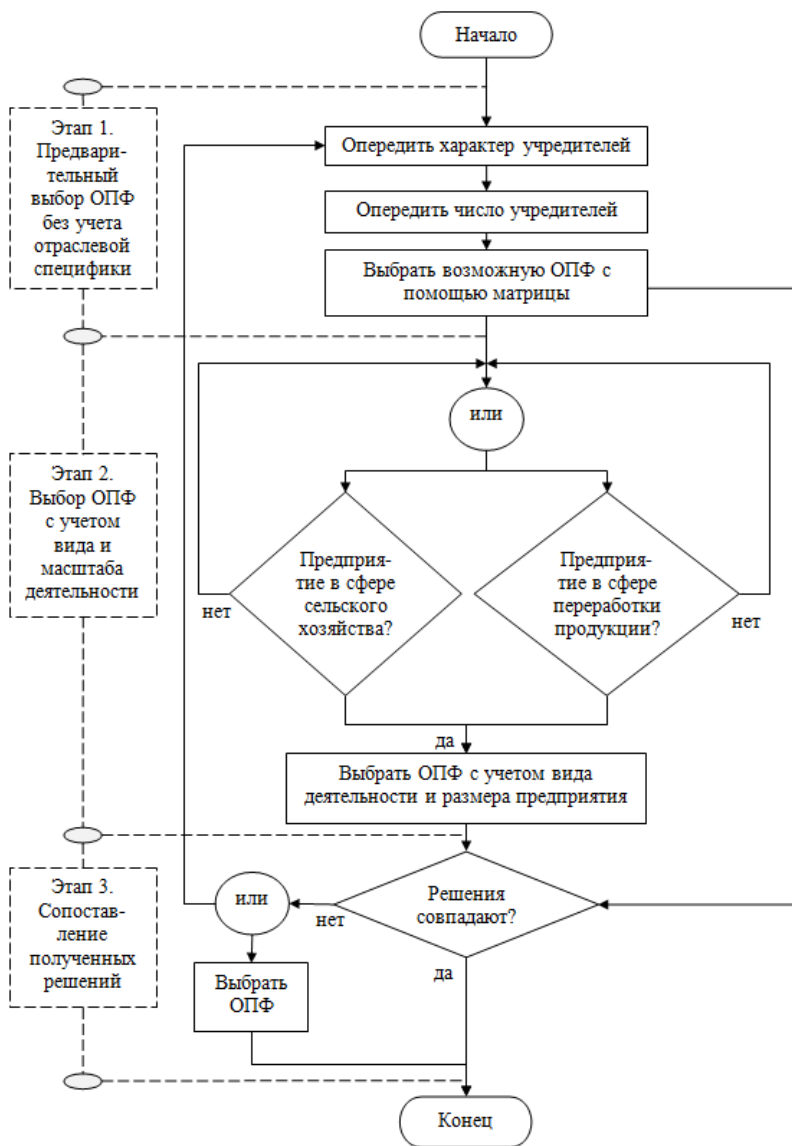 Начало
Этап 1.
Предвари-
тельный
выбор ОПФ
без учета
отраслевой
специфики
Опередить характер учредителей
Опередить число учредителей
Выбрать возможную ОПФ с
помощью матрицы
или
Этап 2.
Выбор ОПФ
с учетом
вида и
масштаба
деятельности
Предприя-
тие в сфере
сельского
хозяйства?
нет
Предприя-
тие в сфере
переработки
продукции?
нет
да
Выбрать ОПФ с учетом вида
деятельности и размера предприятия
Этап 3.
Сопостав-
ление
полученных
решений
или
нет
Решения
совпадают?
Выбрать
ОПФ
да
Конец